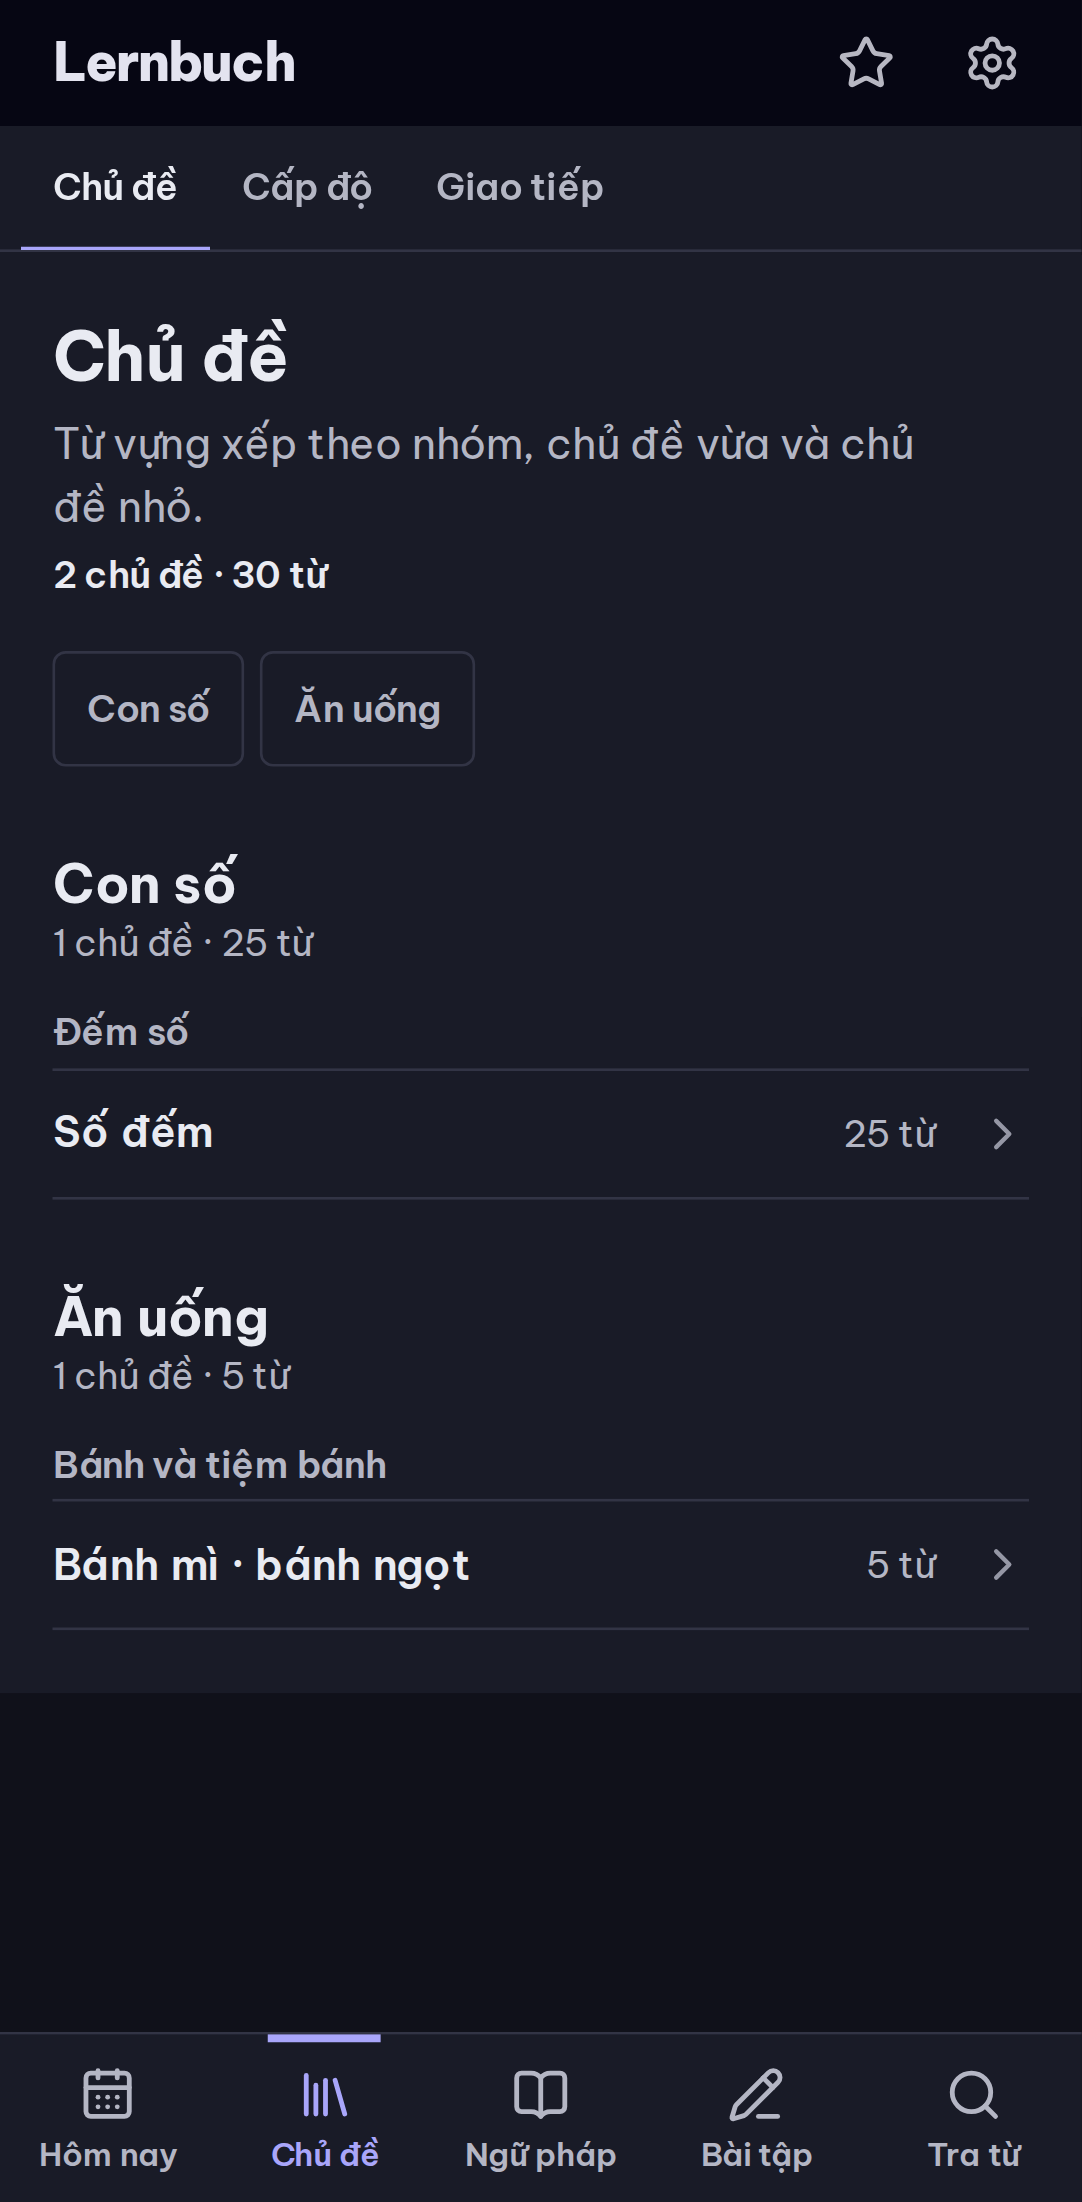 Lernbuch
Chủ đề
Cấp độ
Giao tiếp
Chủ đề
Từ vựng xếp theo nhóm, chủ đề vừa và chủ
đề nhỏ.
2 chủ đề · 30 từ
Con số
Ăn uống
Con số
1 chủ đề · 25 từ
Đếm số
Số đếm
25 từ
Ăn uống
1 chủ đề · 5 từ
Bánh và tiệm bánh
Bánh mì · bánh ngọt
5 từ
Hôm nay
Chủ đề
Ngữ pháp
Bài tập
Tra từ